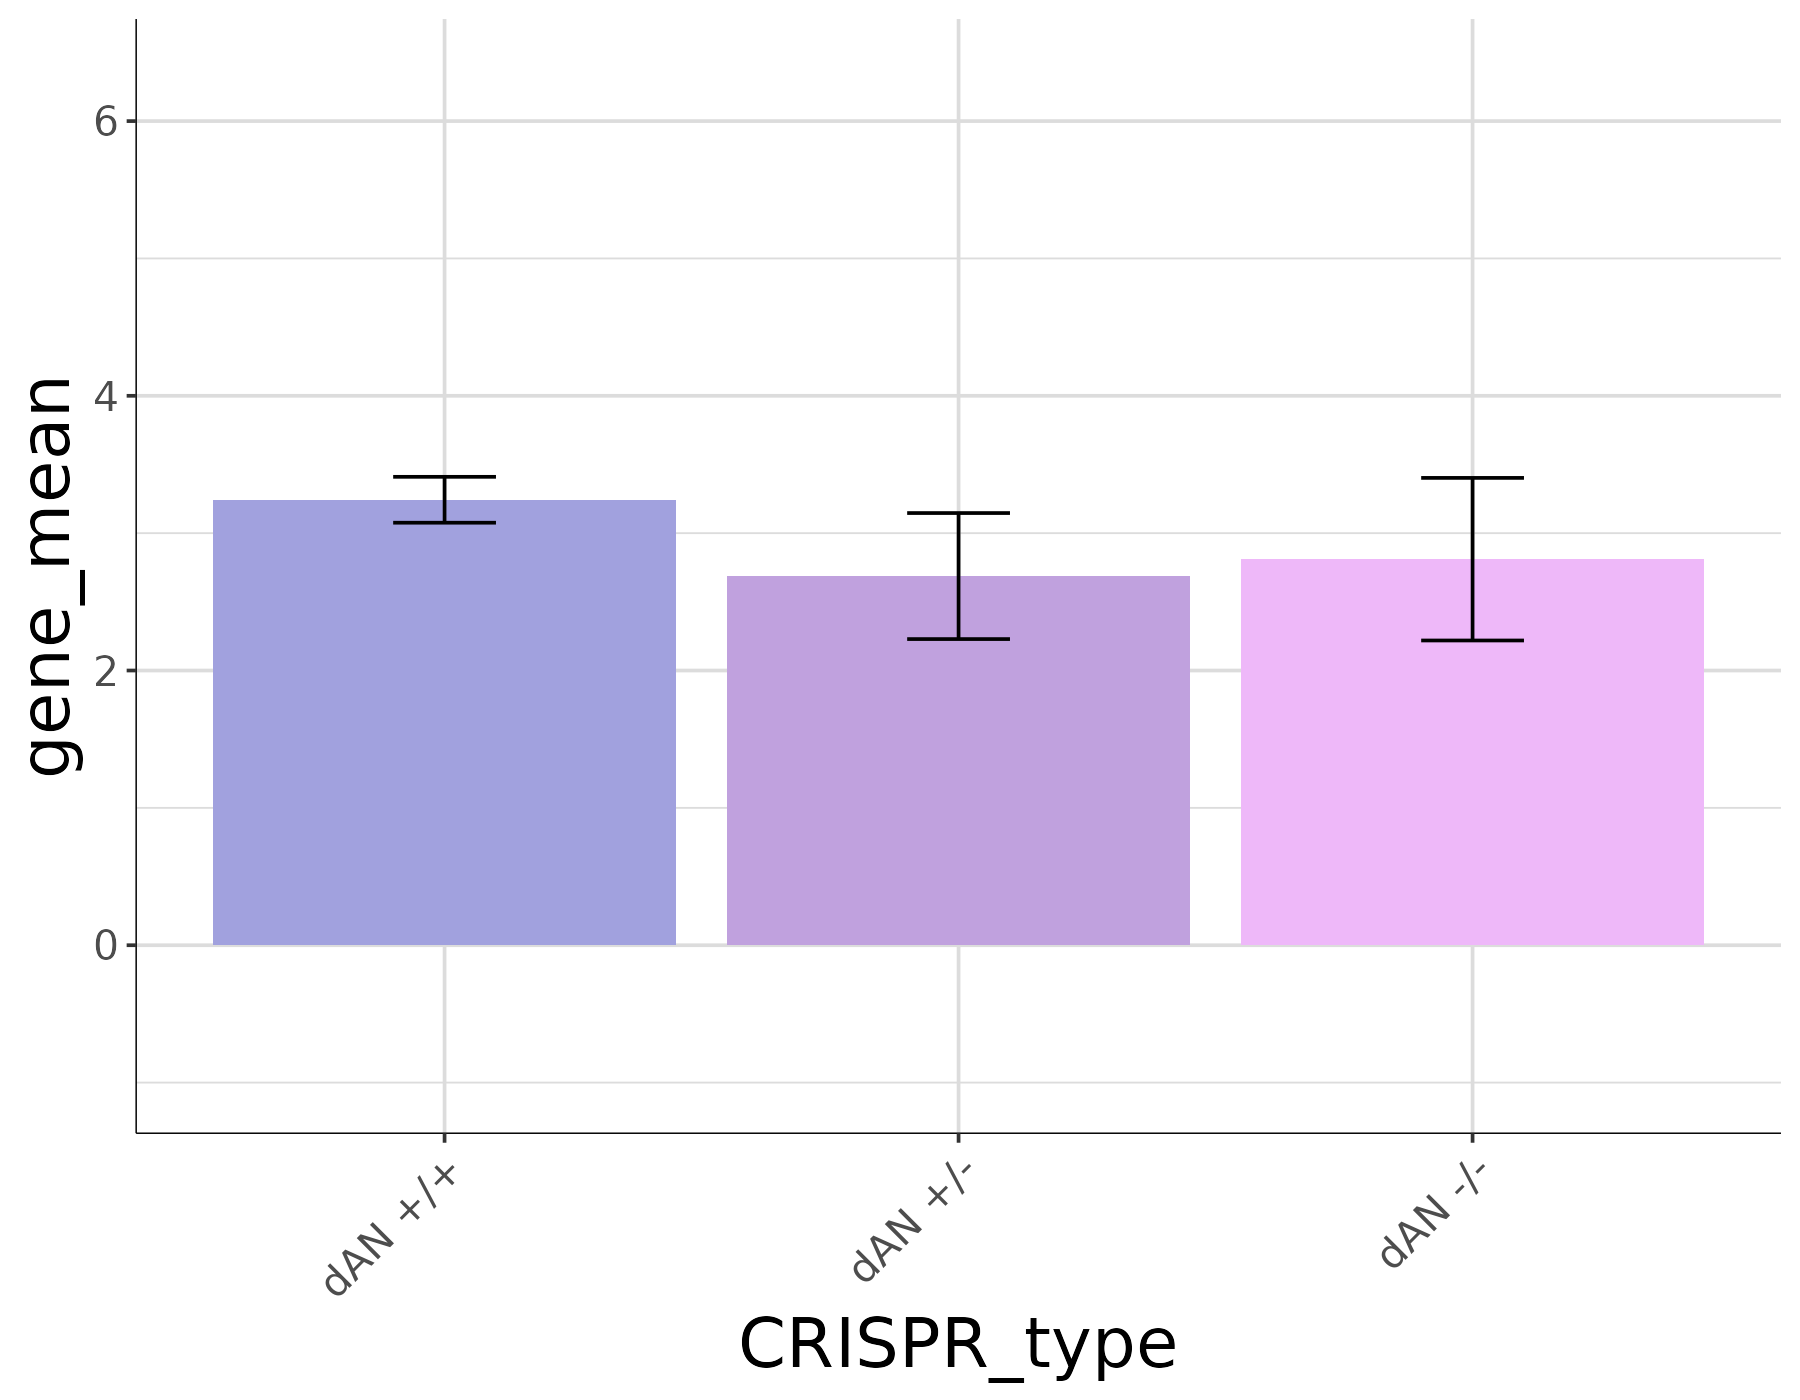 gene_mean
6
4
2
0
dAN +/+
dAN +/-
dAN -/-
CRISPR_type